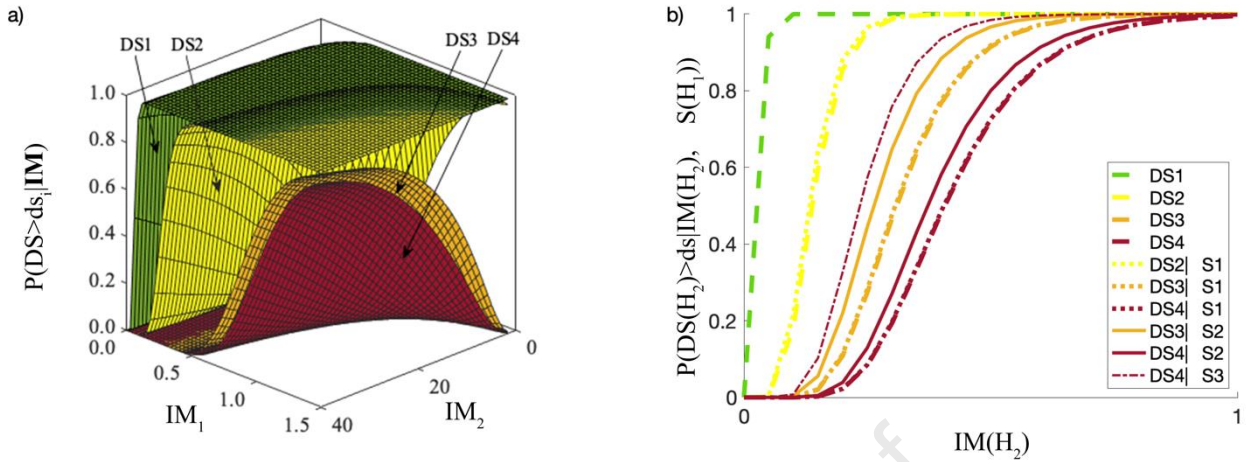 a)
DS1
DS2
DS3
DS4
P(DS>ds_i|IM)
1.0
0.8
0.6
0.4
0.2
0.0
0.0
0.5
1.0
1.5
40
20
0
IM_1
IM_2
b)
P(DS(H_2)>ds|IM(H_2), S(H_1))
1
0.8
0.6
0.4
0.2
0
0
1
IM(H_2)
DS1
DS2
DS3
DS4
DS2| S1
DS3| S1
DS4| S1
DS3| S2
DS4| S2
DS4| S3
f